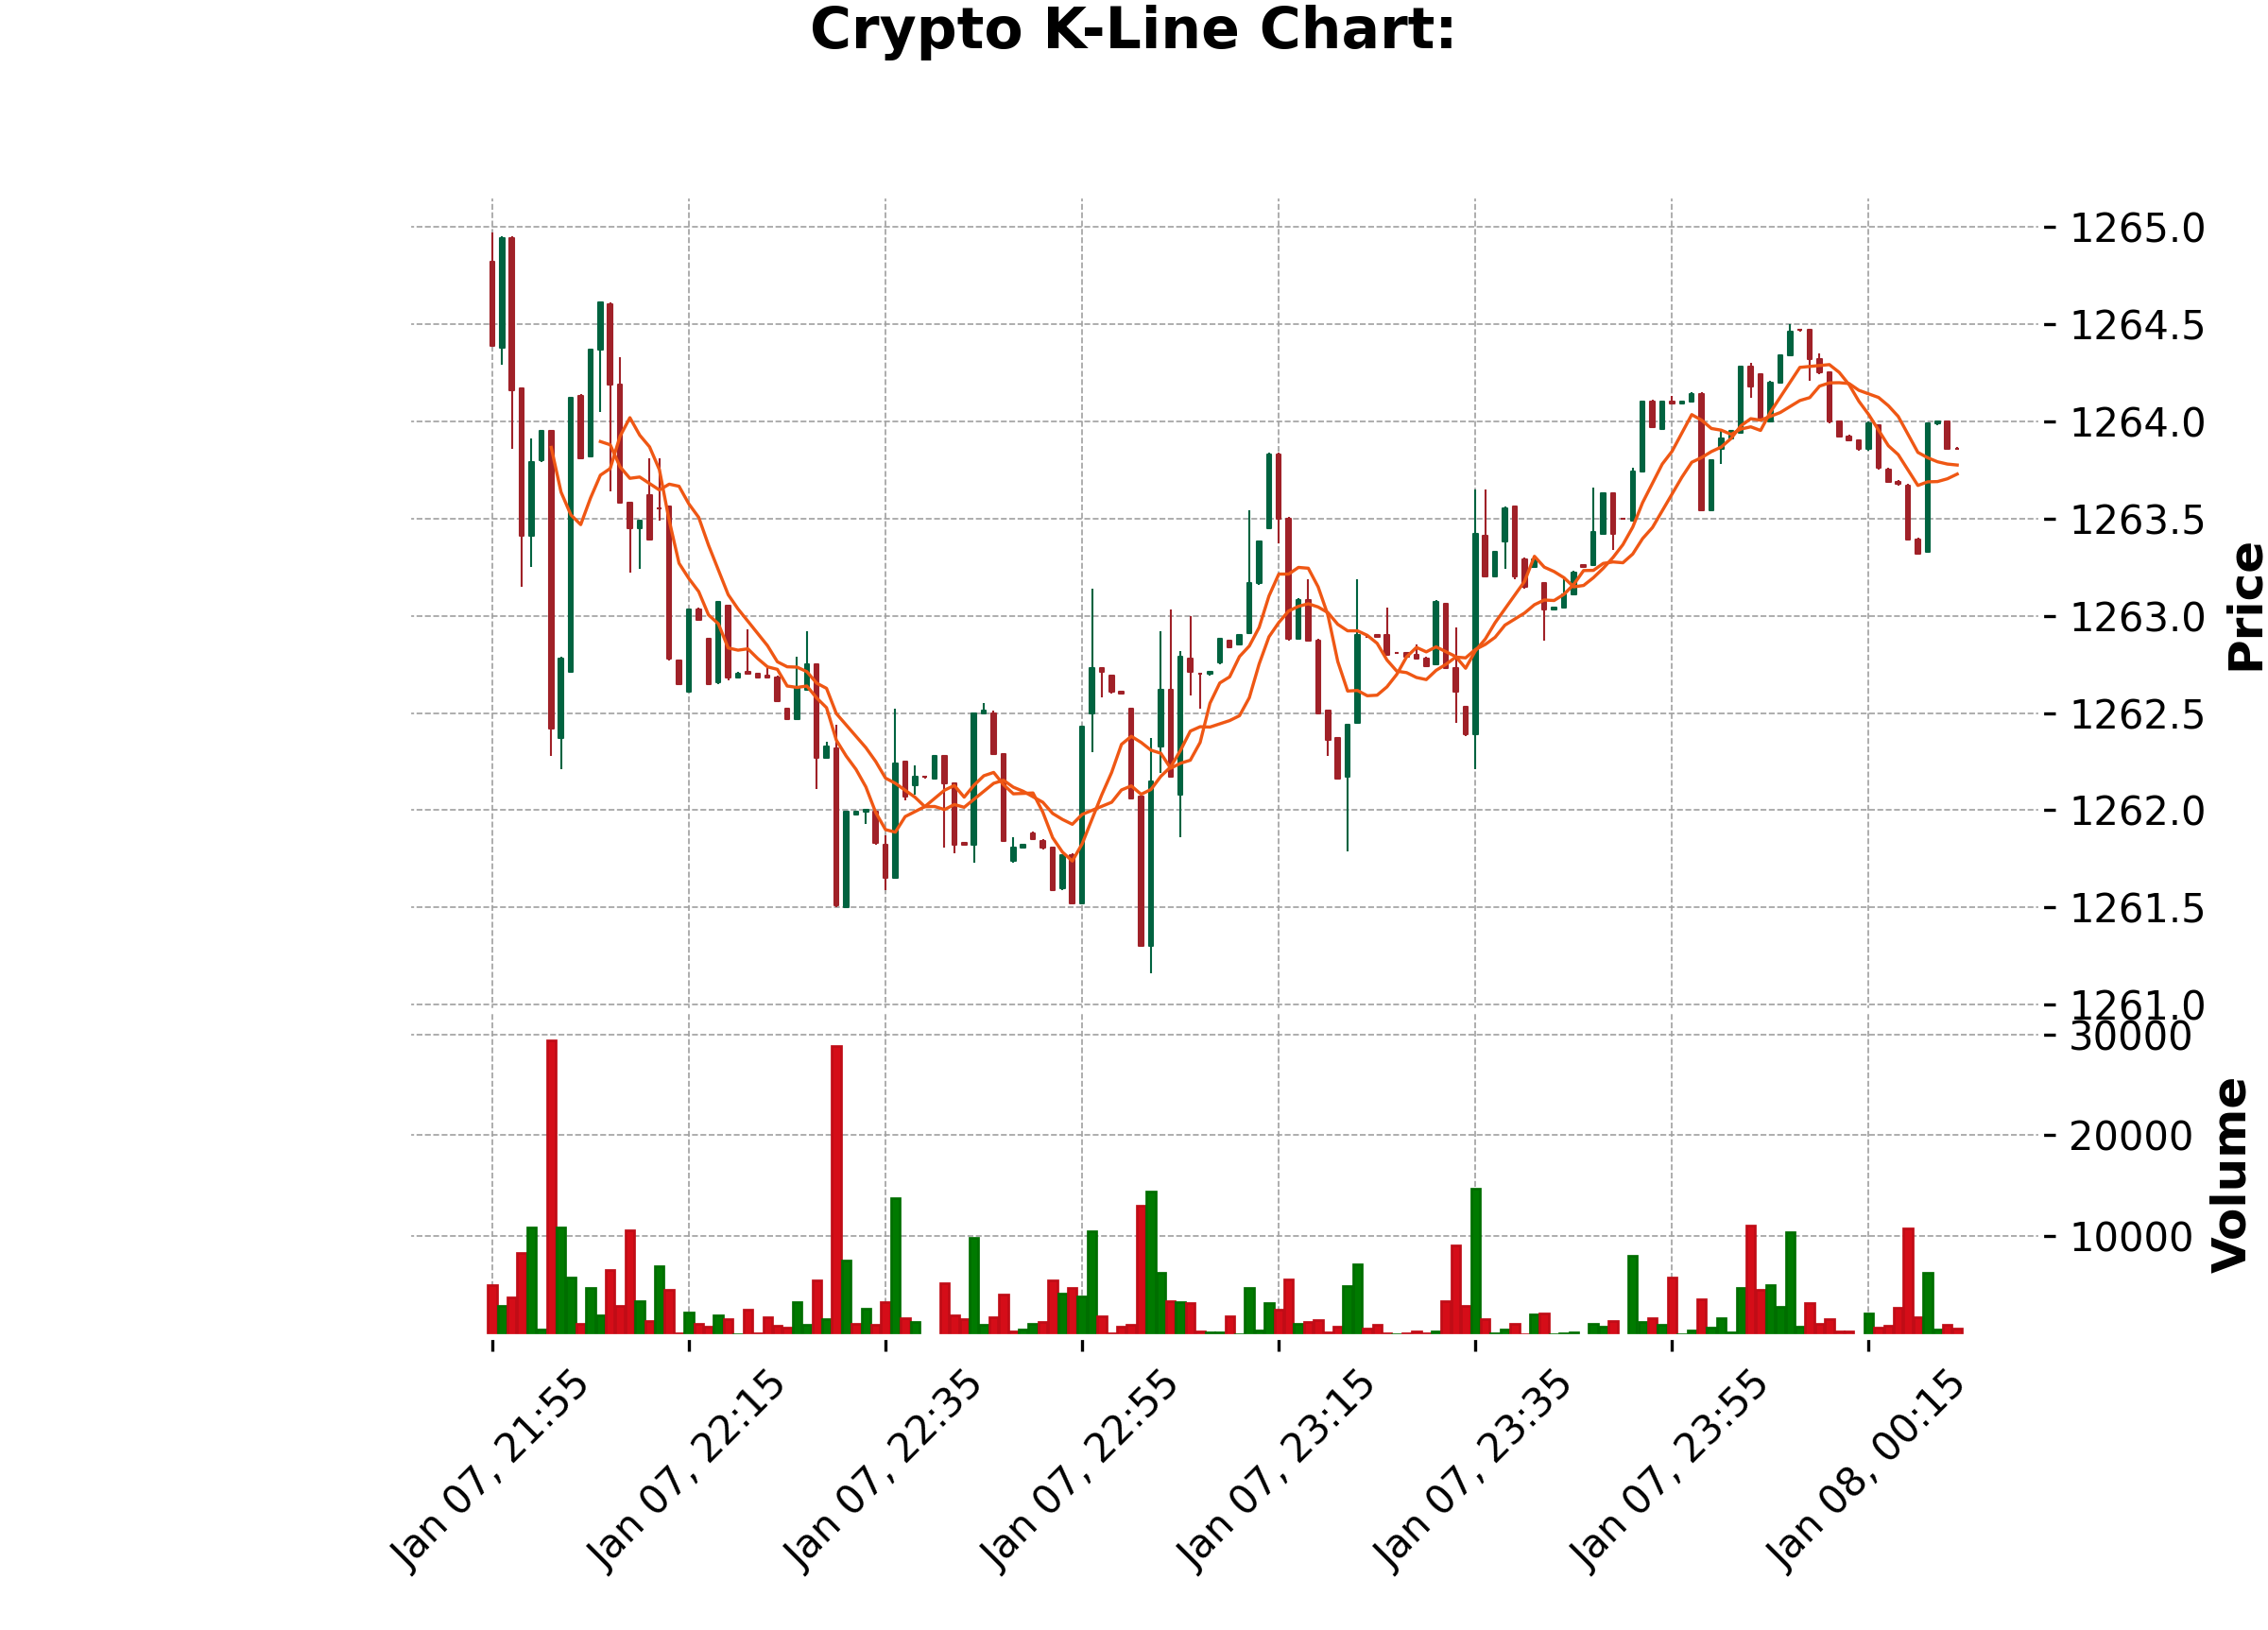 Crypto K-Line Chart:
1265.0
1264.5
1264.0
1263.5
1263.0
1262.5
1262.0
1261.5
1261.0
Price
30000
20000
10000
Volume
Jan 07, 21:55
Jan 07, 22:15
Jan 07, 22:35
Jan 07, 22:55
Jan 07, 23:15
Jan 07, 23:35
Jan 07, 23:55
Jan 08, 00:15